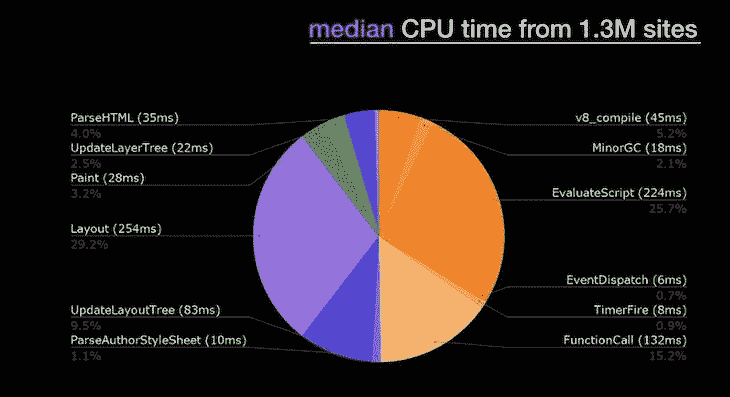 median CPU time from 1.3M sites
ParseHTML (35ms)
4.0%
UpdateLayerTree (22ms)
2.5%
Paint (28ms)
3.2%
Layout (254ms)
29.2%
UpdateLayoutTree (83ms)
9.5%
ParseAuthorStyleSheet (10ms)
1.1%
v8_compile (45ms)
5.2%
MinorGC (18ms)
2.1%
EvaluateScript (224ms)
25.7%
EventDispatch (6ms)
0.7%
TimerFire (8ms)
0.9%
FunctionCall (132ms)
15.2%